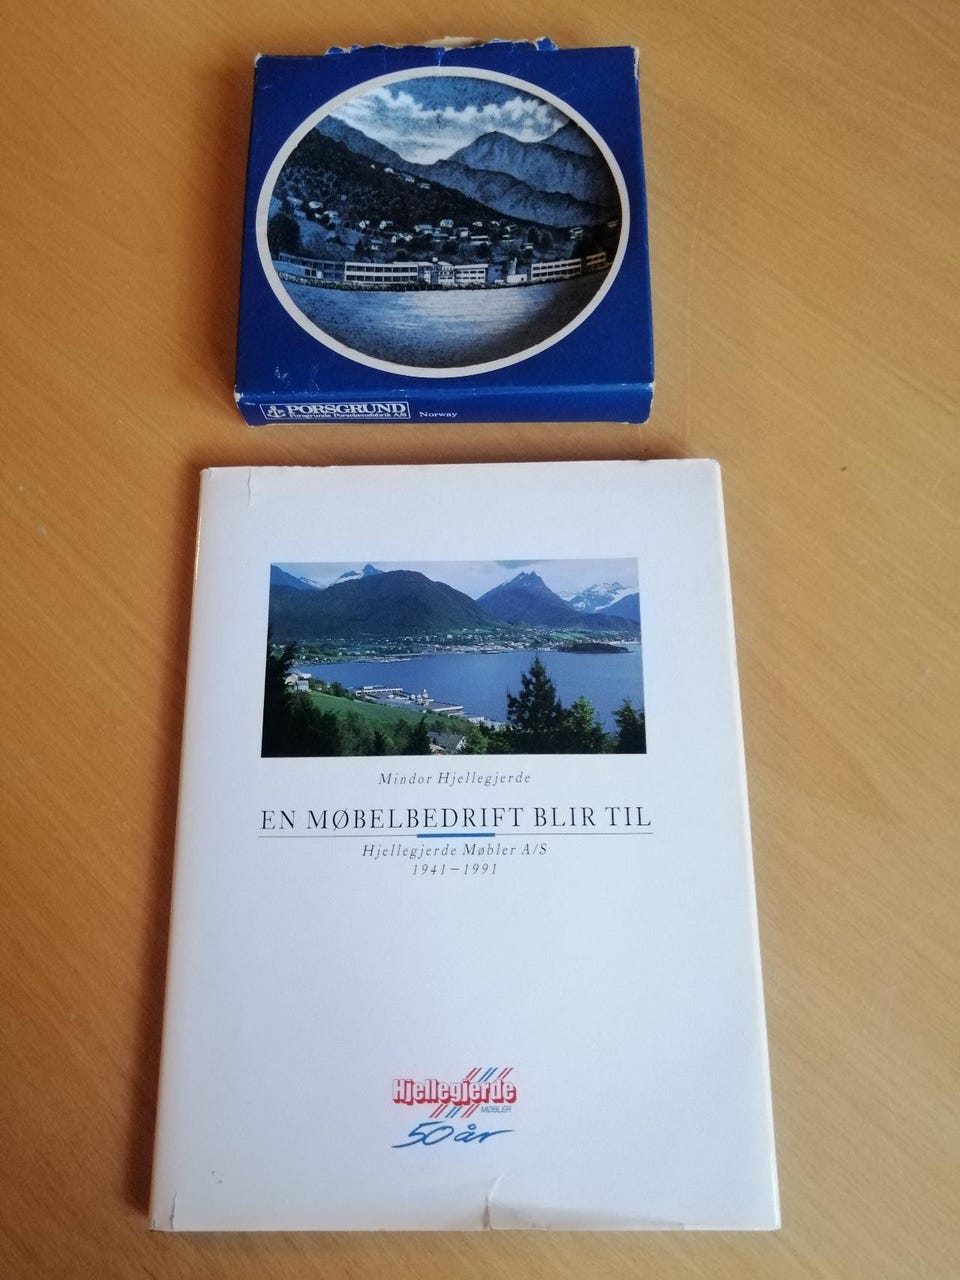 PORSGRUND
Porsgrunds Porselænsfabrik A/S
Norway
Mindor Hjellegjerde
EN MØBELBEDRIFT BLIR TIL
Hjellegjerde Møbler A/S
1941–1991
Hjellegjerde
MØBLER
50 år